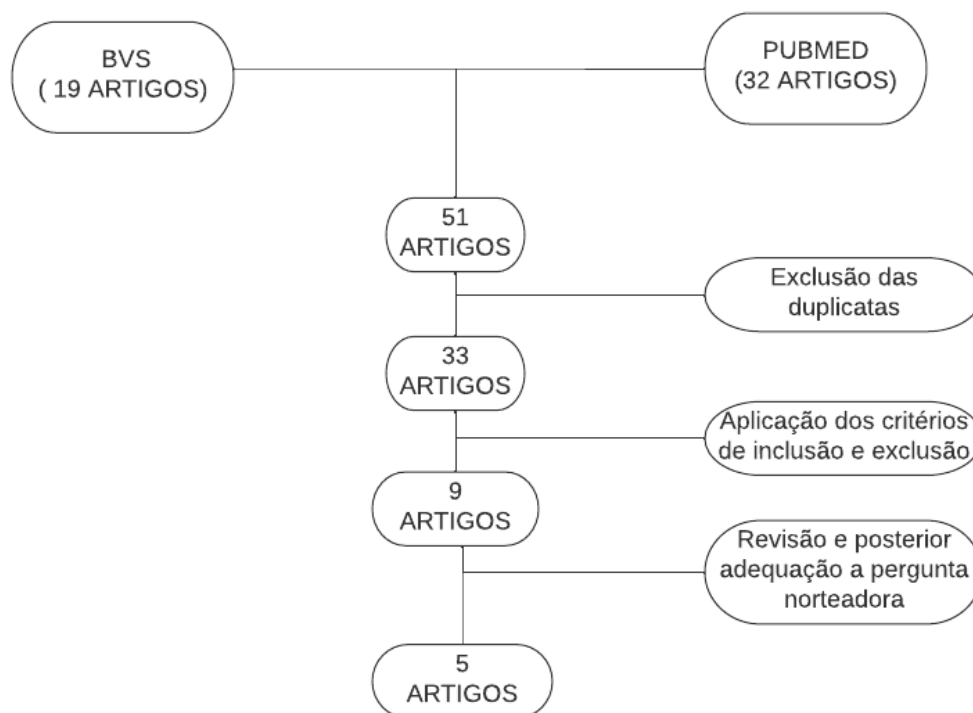 BVS
( 19 ARTIGOS)
PUBMED
(32 ARTIGOS)
51
ARTIGOS
Exclusão das
duplicatas
33
ARTIGOS
Aplicação dos critérios
de inclusão e exclusão
9
ARTIGOS
Revisão e posterior
adequação a pergunta
norteadora
5
ARTIGOS